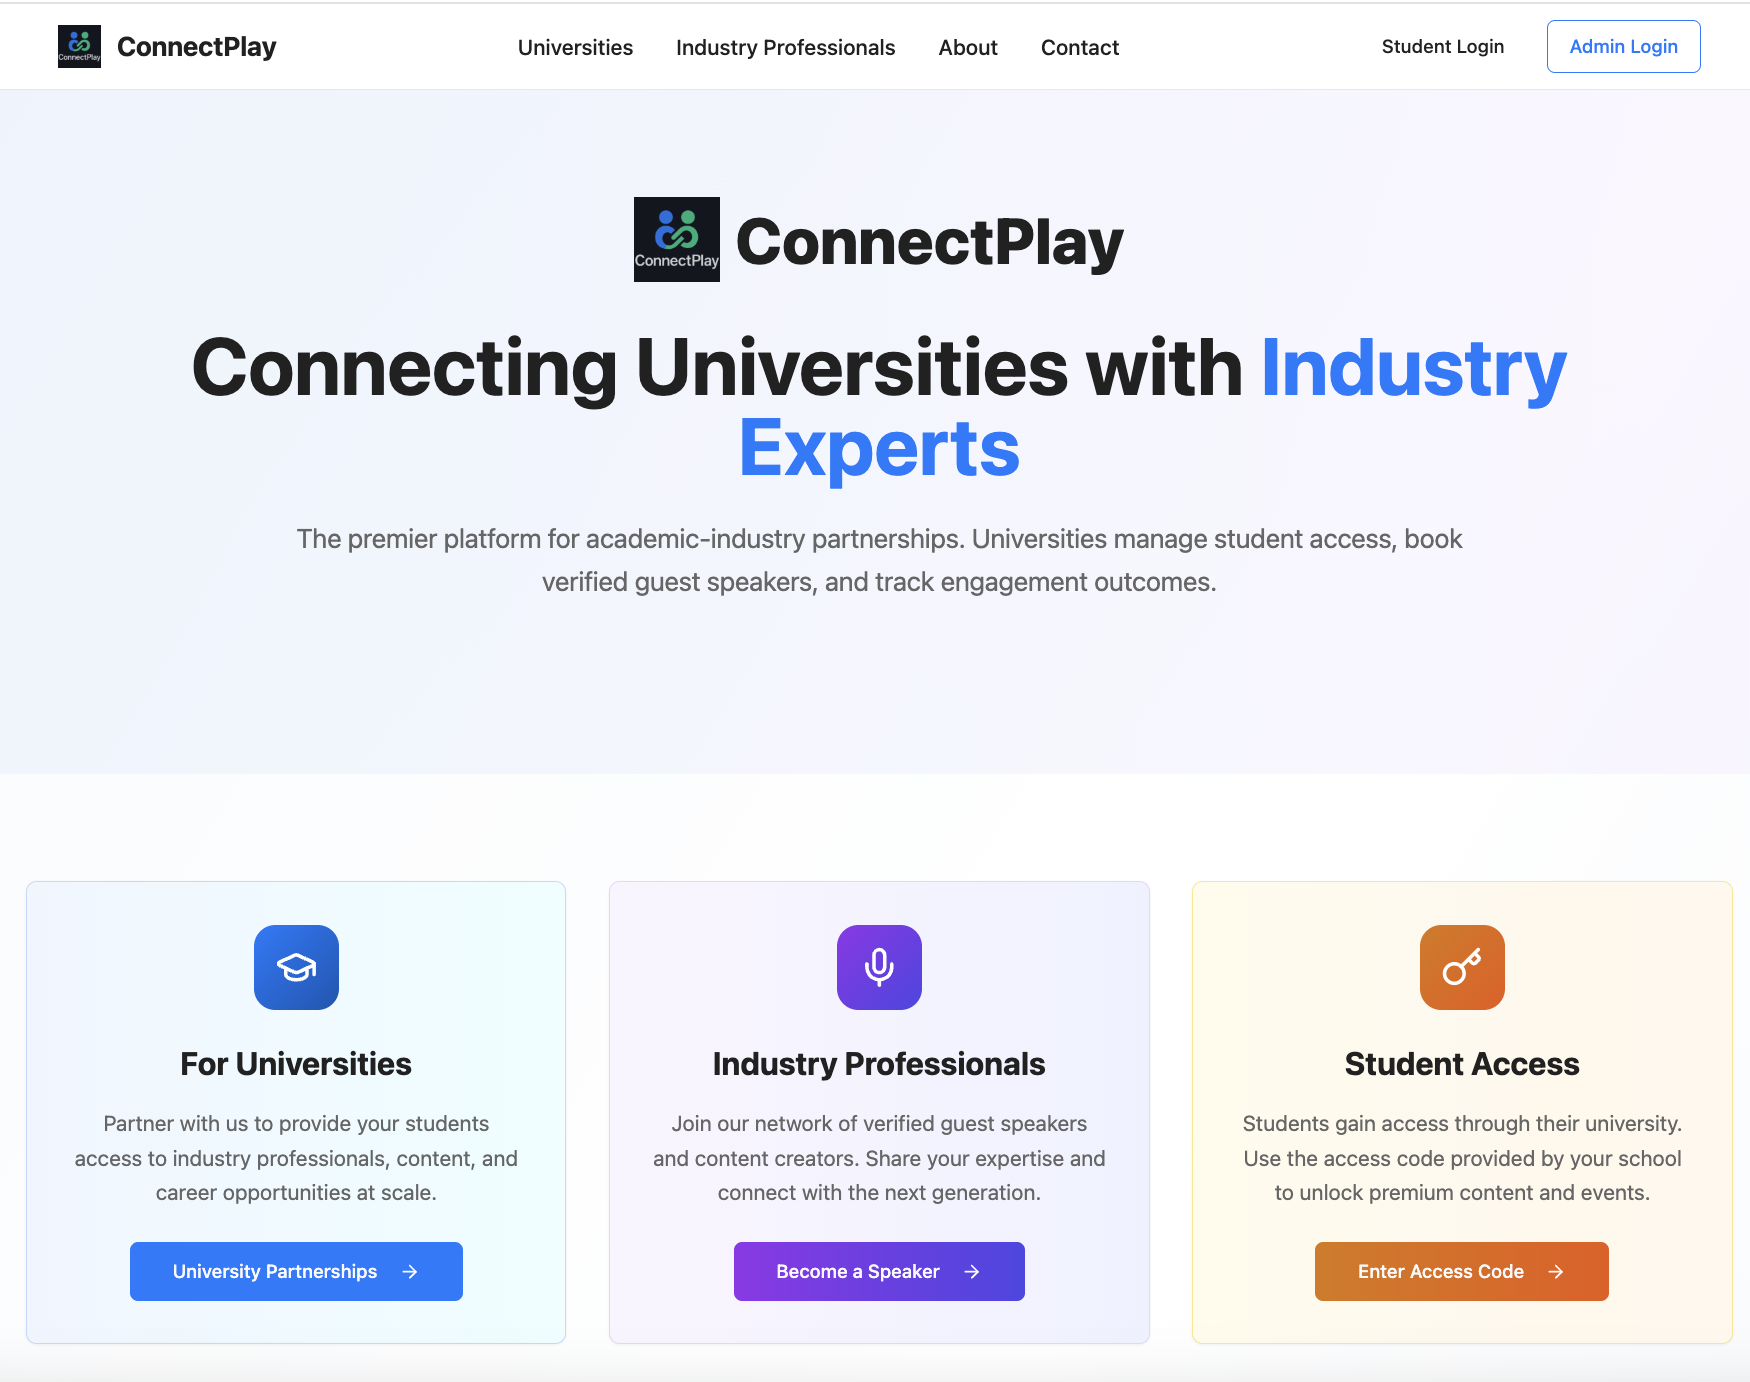 ConnectPlay
ConnectPlay
Universities
Industry Professionals
About
Contact
Student Login
Admin Login
ConnectPlay
ConnectPlay
Connecting Universities with Industry
Experts
The premier platform for academic-industry partnerships. Universities manage student access, book
verified guest speakers, and track engagement outcomes.
For Universities
Partner with us to provide your students
access to industry professionals, content, and
career opportunities at scale.
University Partnerships
Industry Professionals
Join our network of verified guest speakers
and content creators. Share your expertise and
connect with the next generation.
Become a Speaker
Student Access
Students gain access through their university.
Use the access code provided by your school
to unlock premium content and events.
Enter Access Code